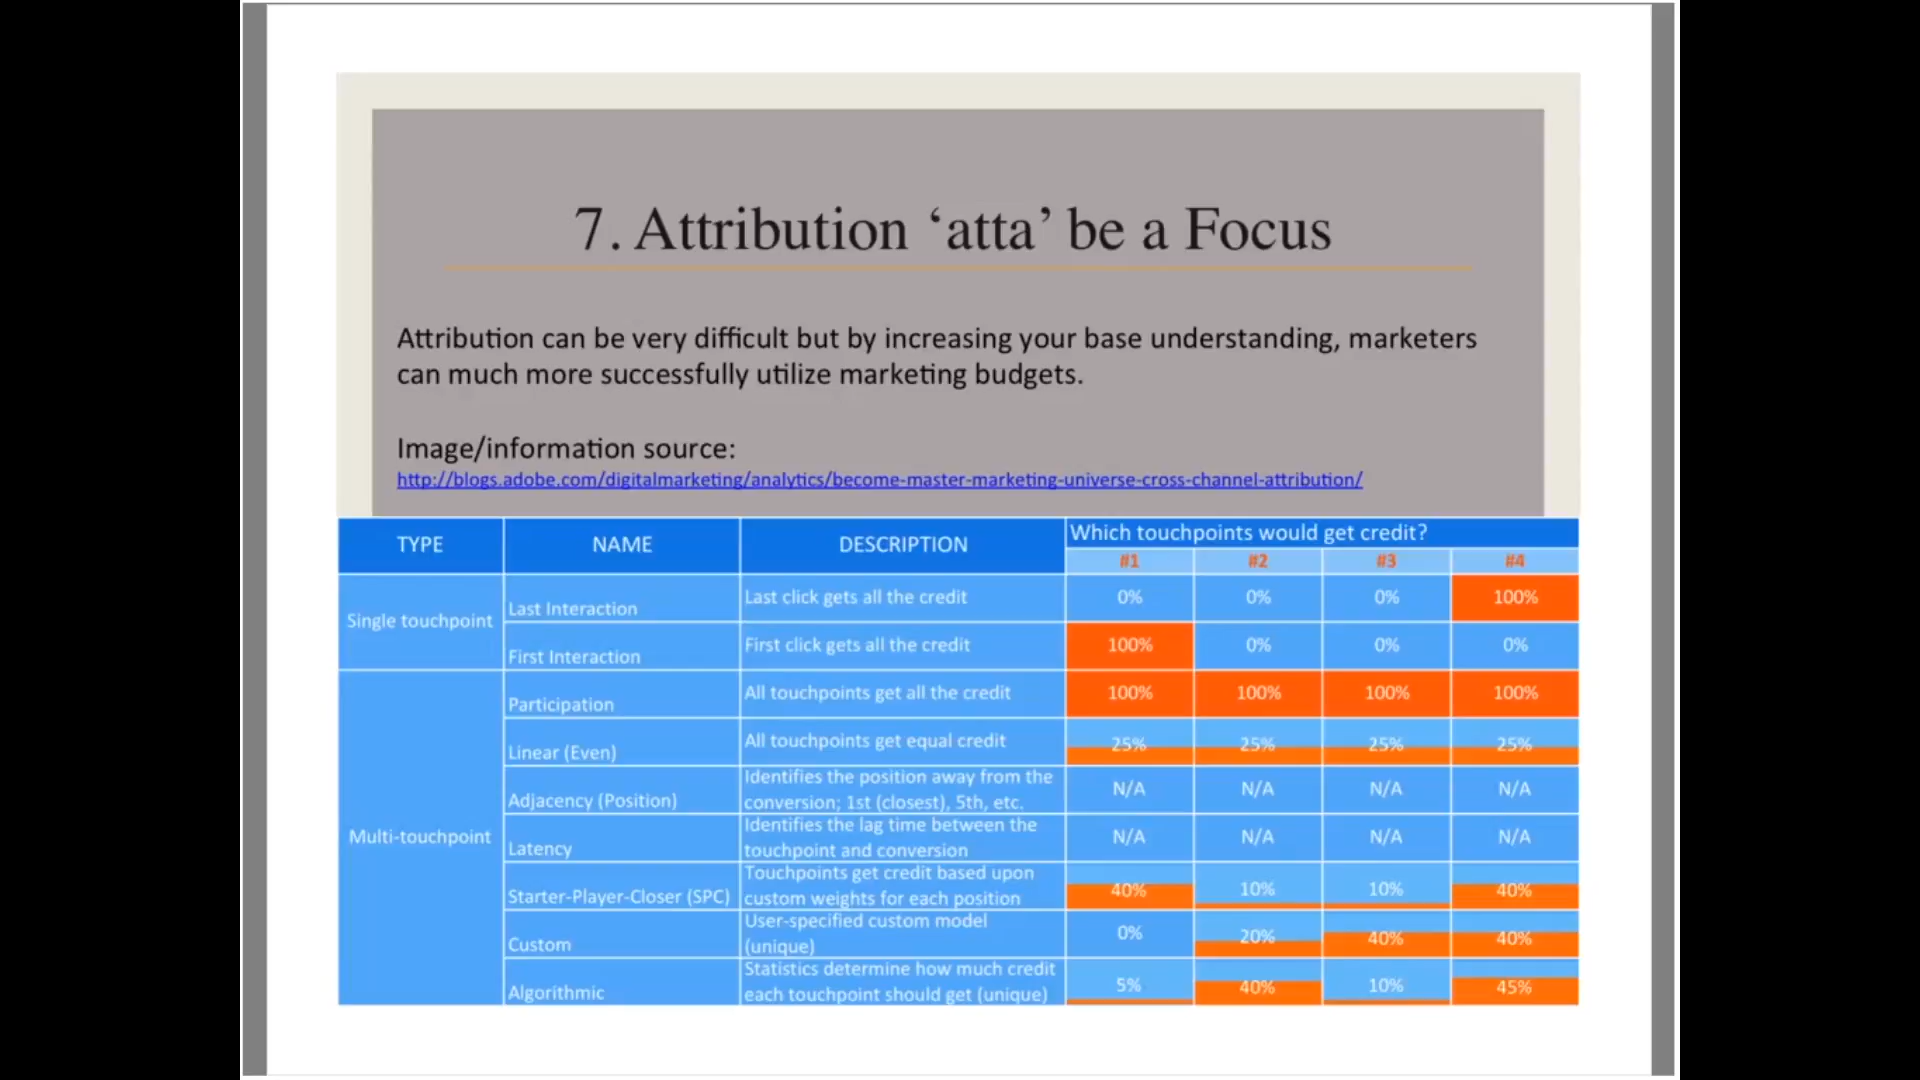 7. Attribution ‘atta’ be a Focus
Attribution can be very difficult but by increasing your base understanding, marketers
can much more successfully utilize marketing budgets.
Image/information source:
http://blogs.adobe.com/digitalmarketing/analytics/become-master-marketing-universe-cross-channel-attribution/
TYPE NAME DESCRIPTION Which touchpoints would get credit?
#1 #2 #3 #4
Single touchpoint
Last Interaction Last click gets all the credit 0% 0% 0% 100%
First Interaction First click gets all the credit 100% 0% 0% 0%
Multi-touchpoint
Participation All touchpoints get all the credit 100% 100% 100% 100%
Linear (Even) All touchpoints get equal credit 25% 25% 25% 25%
Adjacency (Position) Identifies the position away from the
conversion; 1st (closest), 5th, etc. N/A N/A N/A N/A
Latency Identifies the lag time between the
touchpoint and conversion N/A N/A N/A N/A
Starter-Player-Closer (SPC) Touchpoints get credit based upon
custom weights for each position 40% 10% 10% 40%
Custom User-specified custom model
(unique) 0% 20% 40% 40%
Algorithmic Statistics determine how much credit
each touchpoint should get (unique) 5% 40% 10% 45%